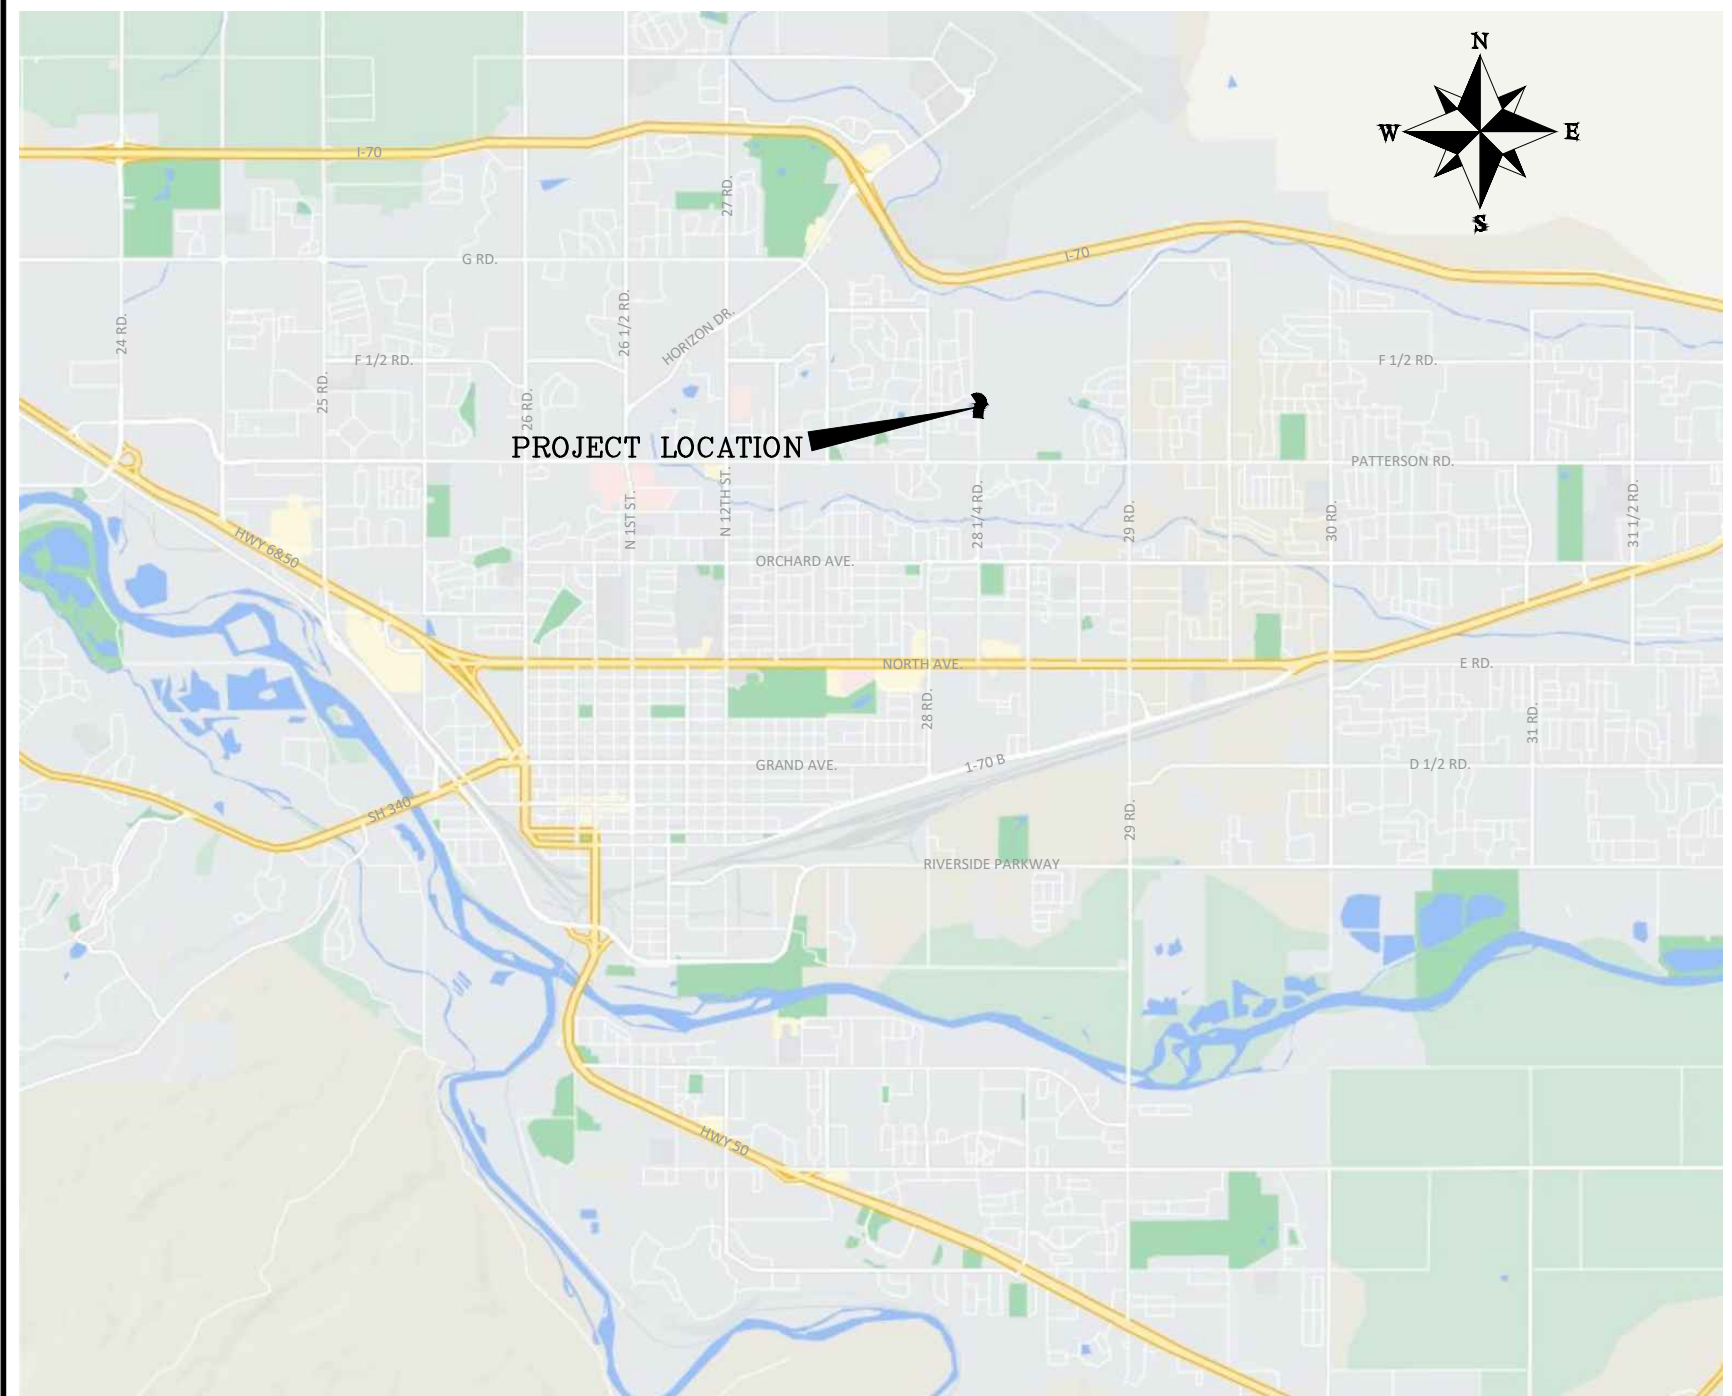 N
W E
S
I-70
27 RD.
G RD.
I-70
24 RD.
26 1/2 RD.
HORIZON DR.
F 1/2 RD.
F 1/2 RD.
25 RD.
26 RD.
PROJECT LOCATION
PATTERSON RD.
N 1ST ST.
N 12TH ST.
28 1/4 RD.
29 RD.
30 RD.
31 1/2 RD.
HWY 6&50
ORCHARD AVE.
NORTH AVE.
E RD.
28 RD.
31 RD.
GRAND AVE.
1-70 B
D 1/2 RD.
SH 340
29 RD.
RIVERSIDE PARKWAY
HWY 50